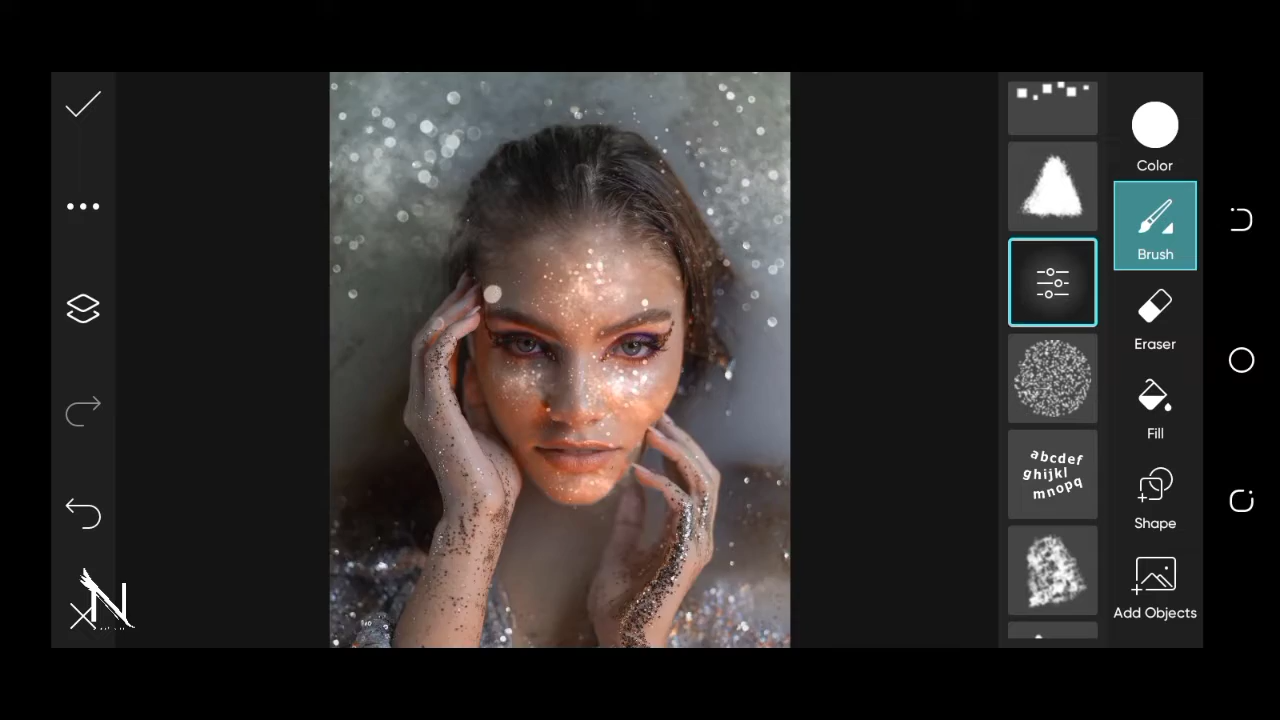 Color
Brush
Eraser
abcdef
ghijkl
mnopq
Fill
Shape
Add Objects
N